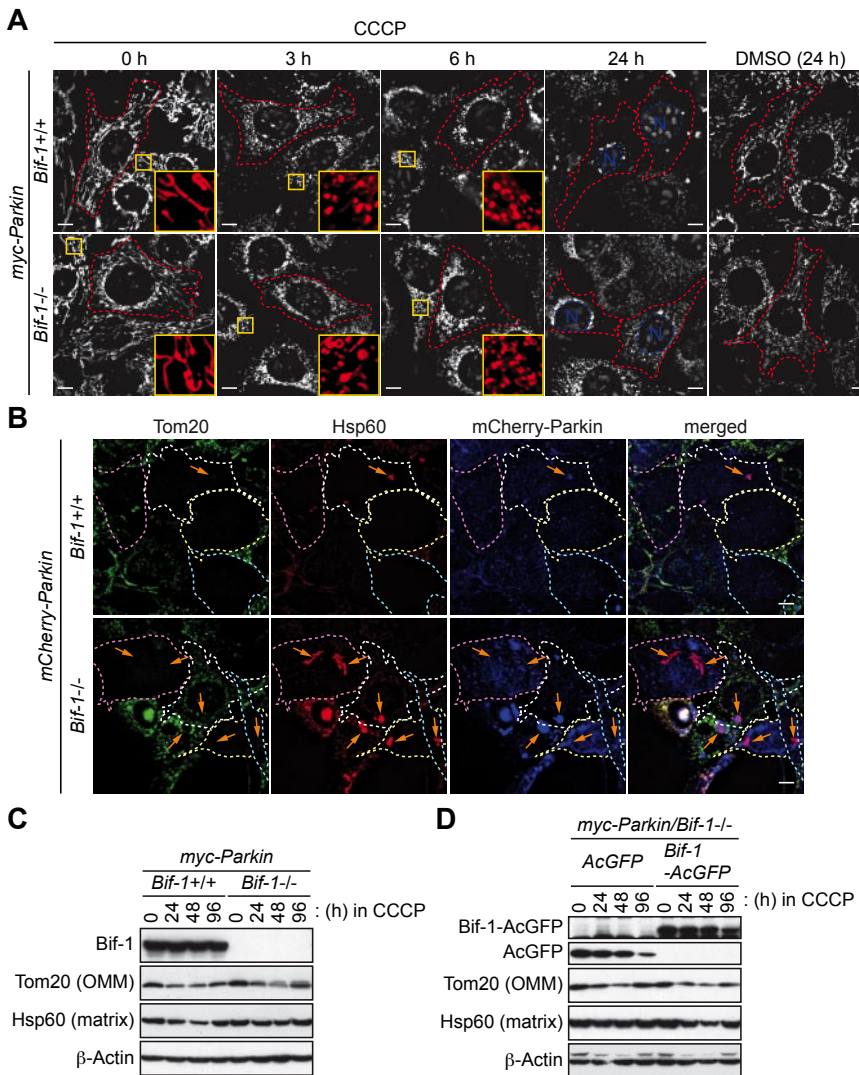 A
CCCP
0 h 3 h 6 h 24 h DMSO (24 h)
myc-Parkin
Bif-1+/+
N N
Bif-1-/-
N N
B
Tom20 Hsp60 mCherry-Parkin merged
mCherry-Parkin
Bif-1+/+
Bif-1-/-
C
myc-Parkin
Bif-1+/+ Bif-1-/-
0 24 48 96 0 24 48 96 : (h) in CCCP
Bif-1
Tom20 (OMM)
Hsp60 (matrix)
β-Actin
D
myc-Parkin/Bif-1-/-
AcGFP Bif-1
-AcGFP
0 24 48 96 0 24 48 96 : (h) in CCCP
Bif-1-AcGFP
AcGFP
Tom20 (OMM)
Hsp60 (matrix)
β-Actin